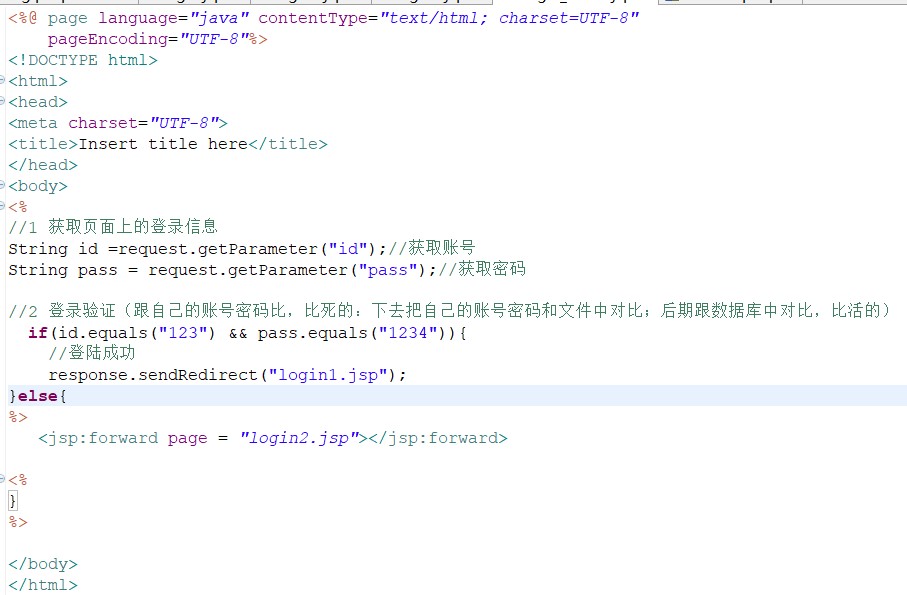 <%@ page language="java" contentType="text/html; charset=UTF-8"
    pageEncoding="UTF-8"%>
<!DOCTYPE html>
<html>
<head>
<meta charset="UTF-8">
<title>Insert title here</title>
</head>
<body>
<%
//1 获取页面上的登录信息
String id =request.getParameter("id");//获取账号
String pass = request.getParameter("pass");//获取密码
//2 登录验证（跟自己的账号密码比，比死的：下去把自己的账号密码和文件中对比；后期跟数据库中对比，比活的）
  if(id.equals("123") && pass.equals("1234")){
    //登陆成功
    response.sendRedirect("login1.jsp");
}else{
%>
   <jsp:forward page = "login2.jsp"></jsp:forward>
<%
}
%>
</body>
</html>